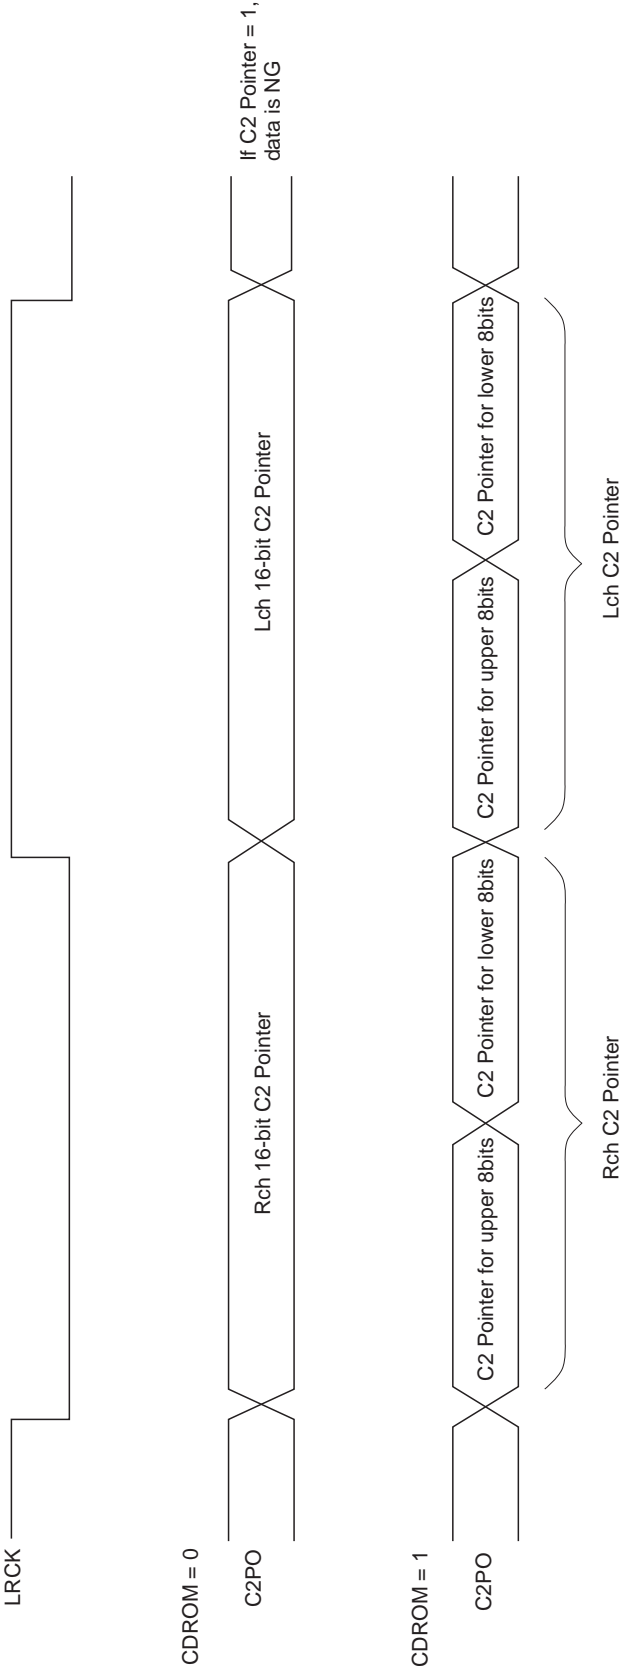 LRCK
CDROM = 0
C2PO
Rch 16-bit C2 Pointer
Lch 16-bit C2 Pointer
If C2 Pointer = 1,
data is NG
CDROM = 1
C2PO
C2 Pointer for upper 8bits
C2 Pointer for lower 8bits
C2 Pointer for upper 8bits
C2 Pointer for lower 8bits
Rch C2 Pointer
Lch C2 Pointer